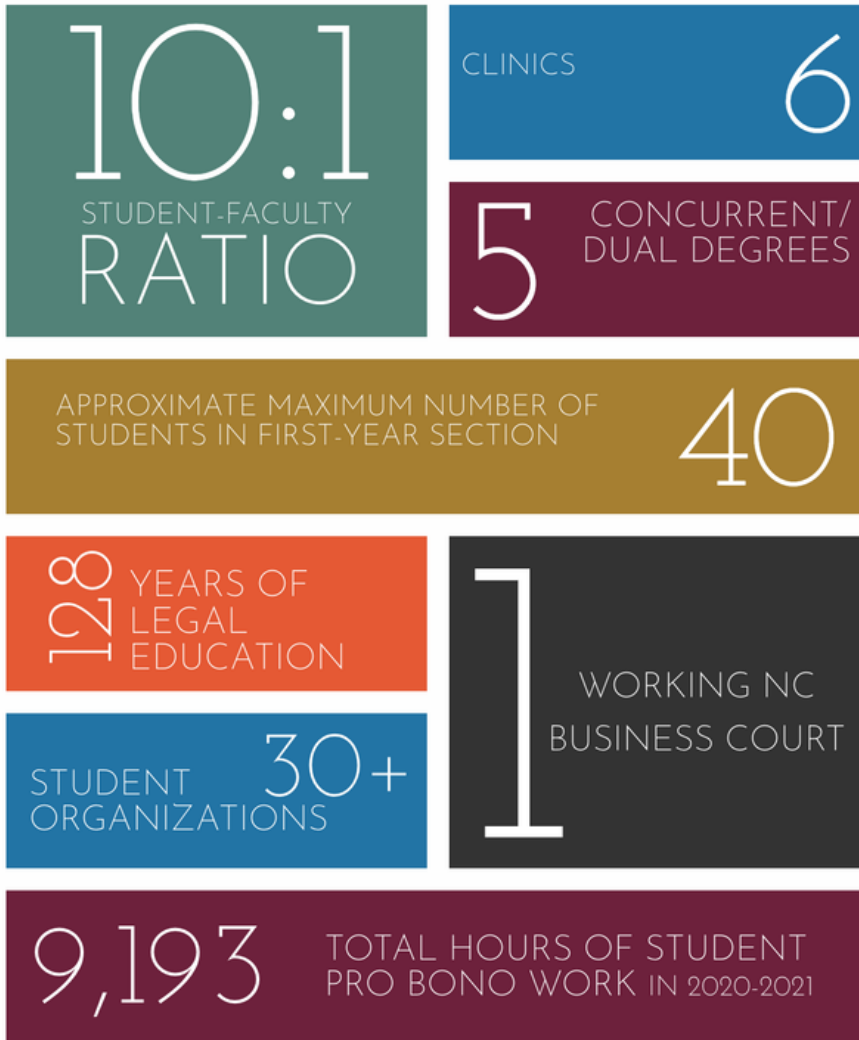 10:1
STUDENT-FACULTY
RATIO
CLINICS 6
5 CONCURRENT/
DUAL DEGREES
APPROXIMATE MAXIMUM NUMBER OF
STUDENTS IN FIRST-YEAR SECTION
40
128 YEARS OF
LEGAL
EDUCATION
1 WORKING NC
BUSINESS COURT
STUDENT 30+
ORGANIZATIONS
9,193 TOTAL HOURS OF STUDENT
PRO BONO WORK IN 2020-2021